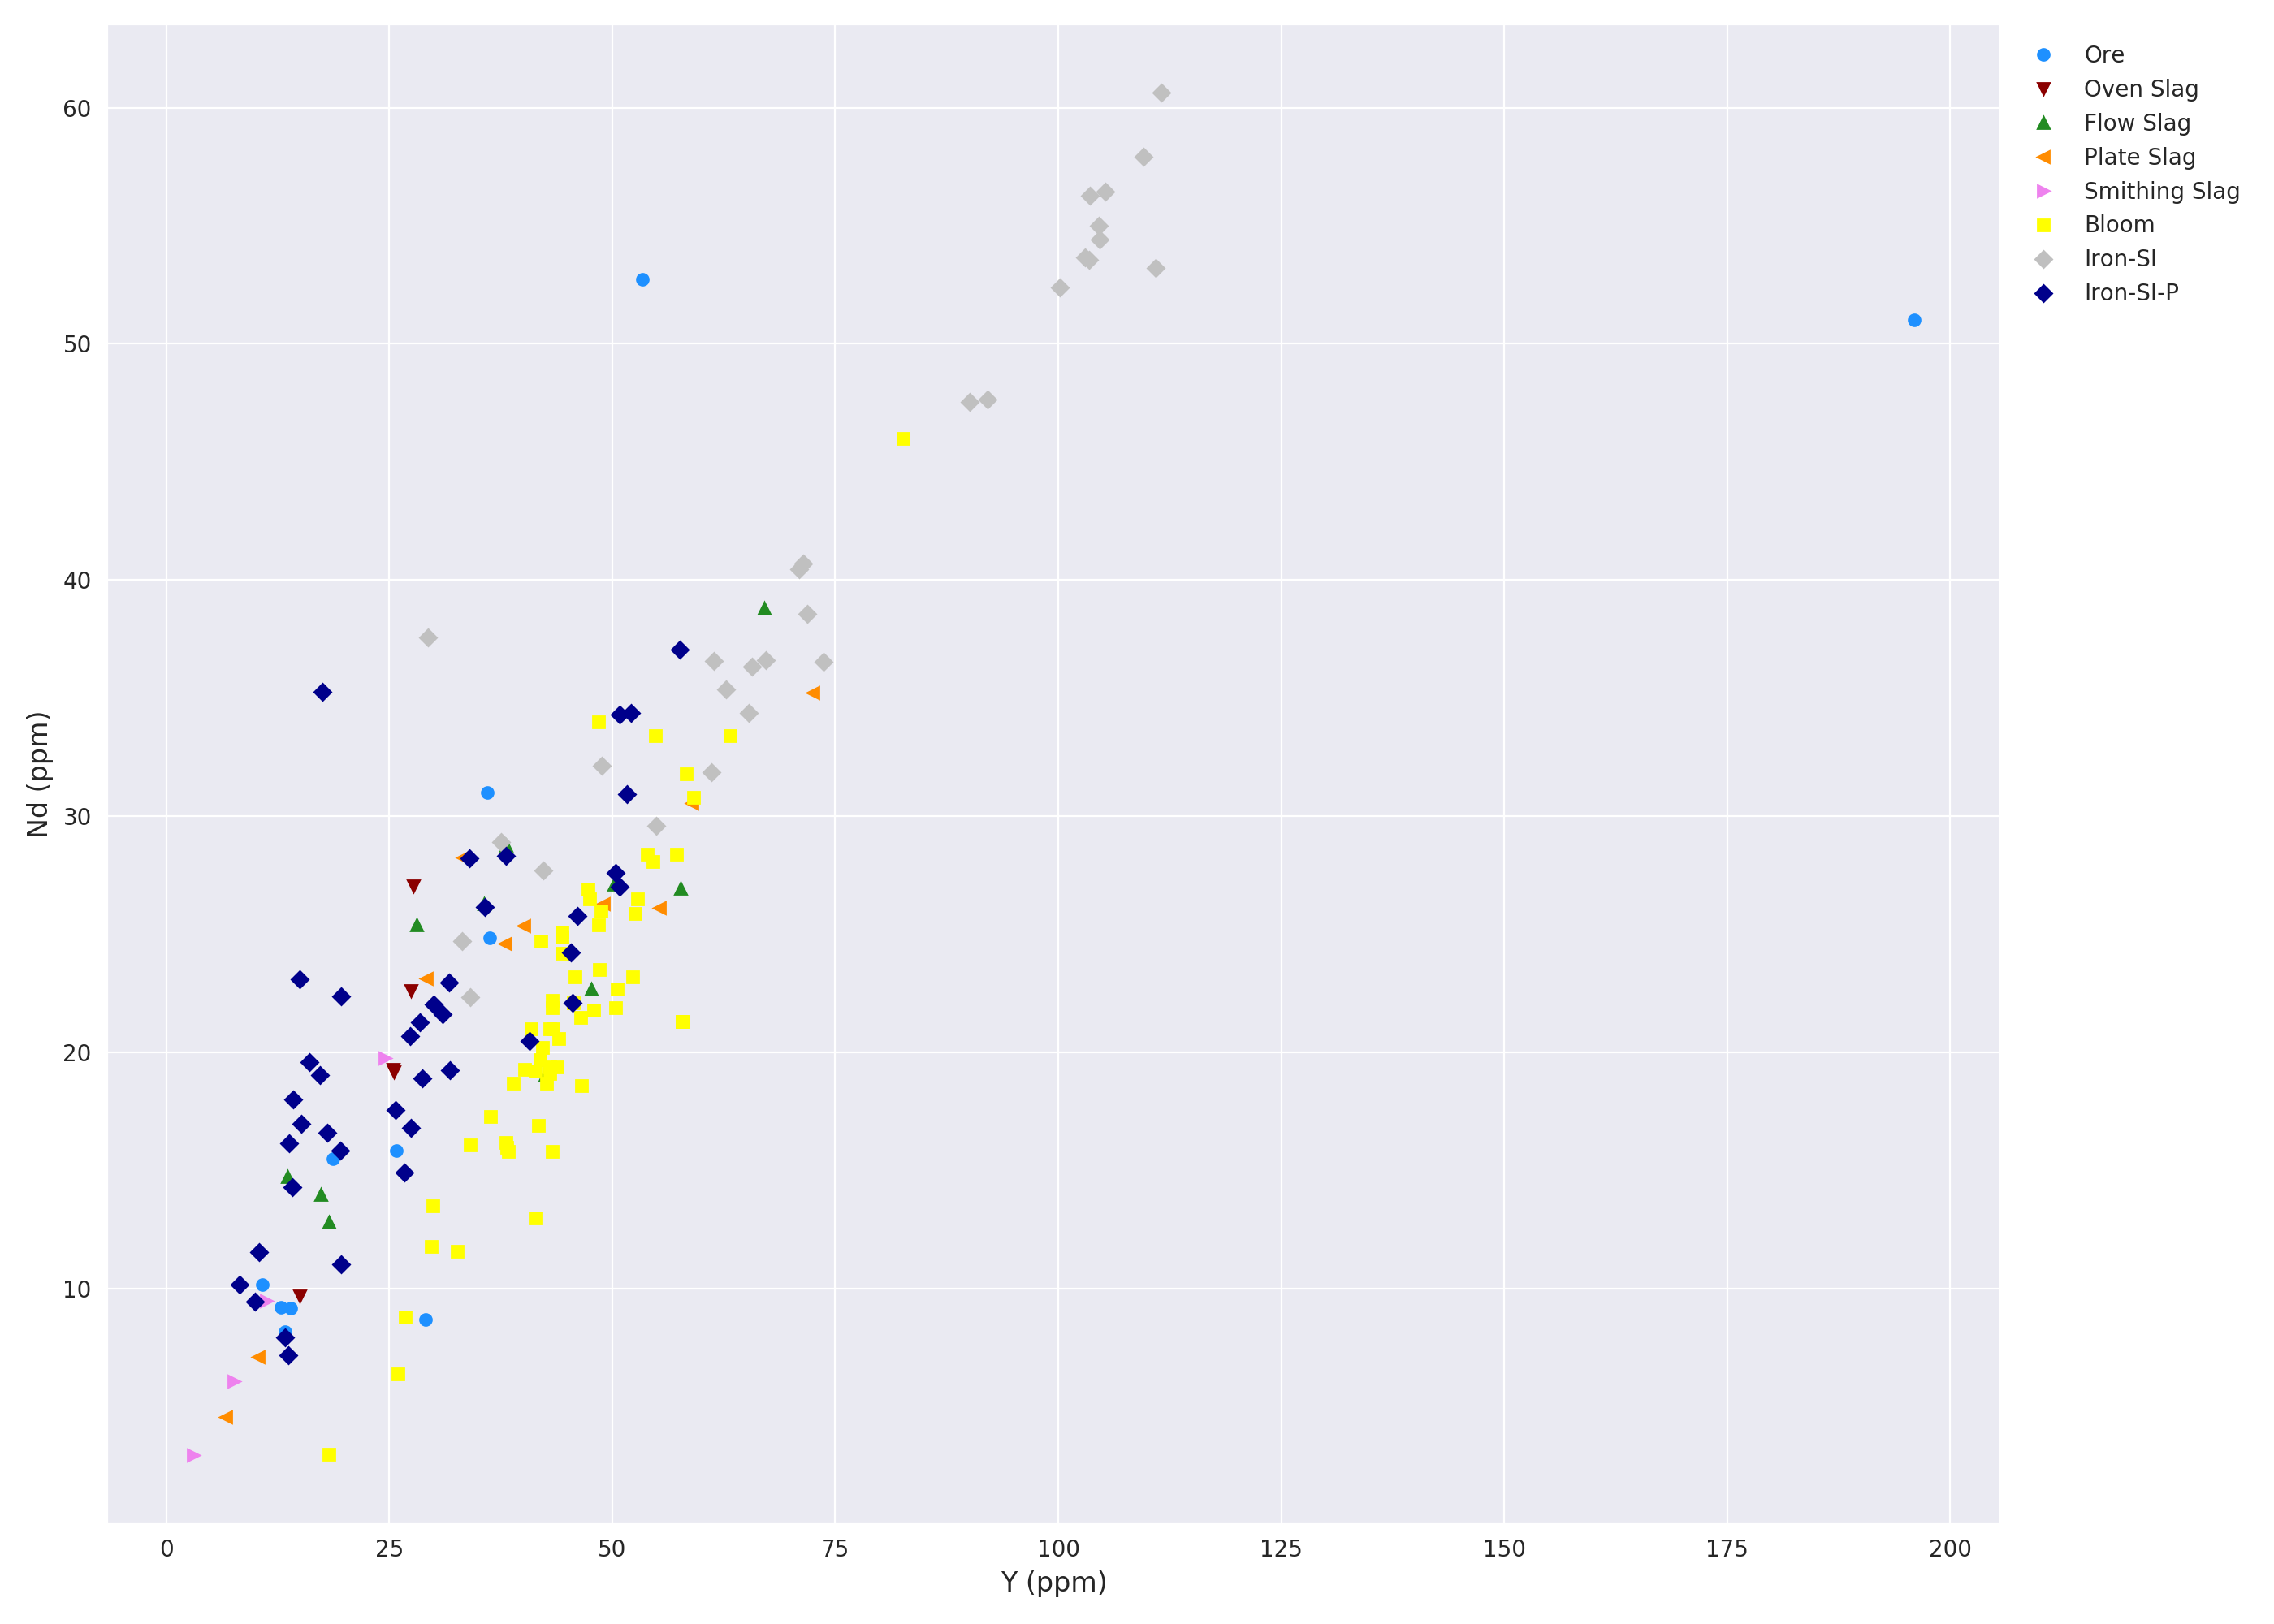 Ore
Oven Slag
Flow Slag
Plate Slag
Smithing Slag
Bloom
Iron-SI
Iron-SI-P
60
50
40
30
20
10
Nd (ppm)
0 25 50 75 100 125 150 175 200
Y (ppm)